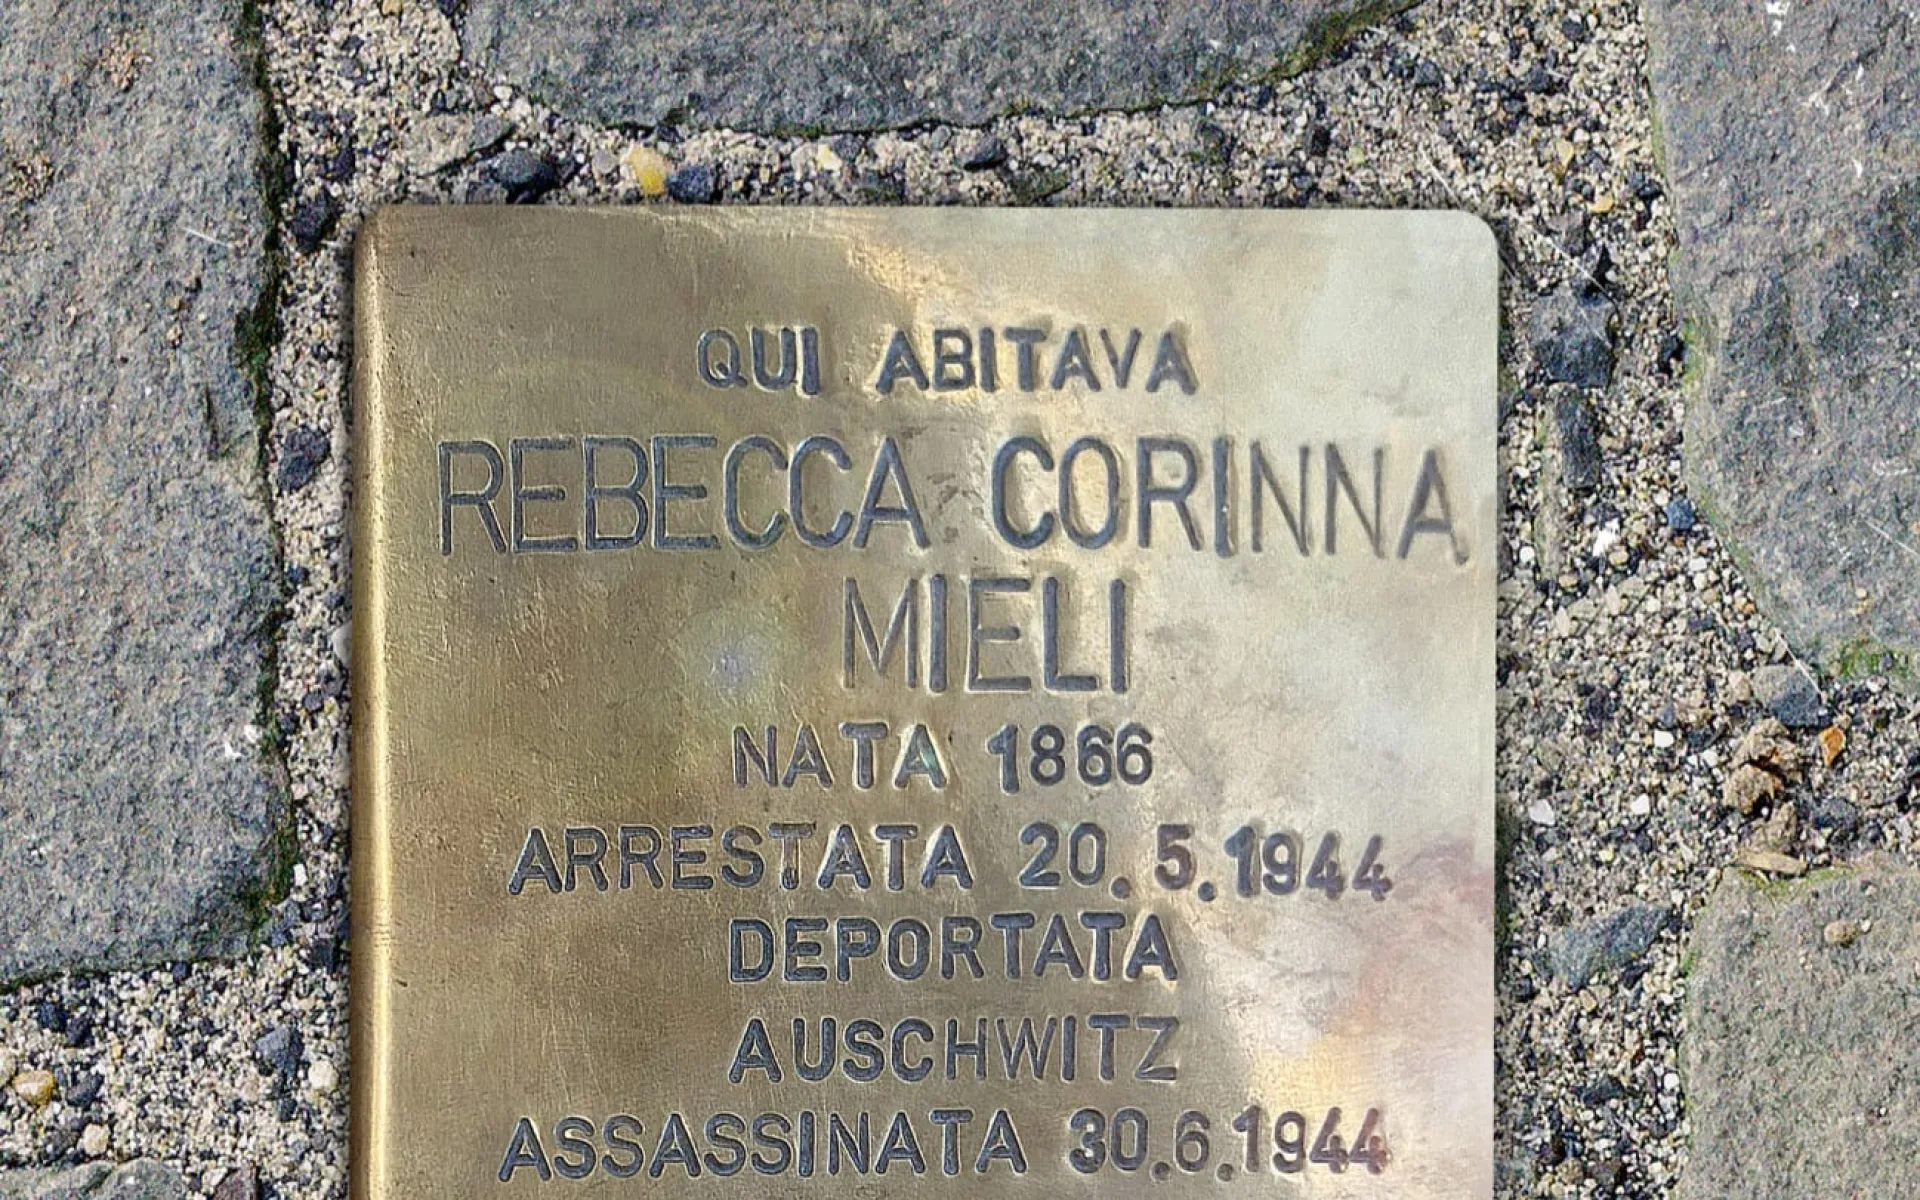 QUI ABITAVA
REBECCA CORINNA
MIELI
NATA 1866
ARRESTATA 20.5.1944
DEPORTATA
AUSCHWITZ
ASSASSINATA 30.6.1944